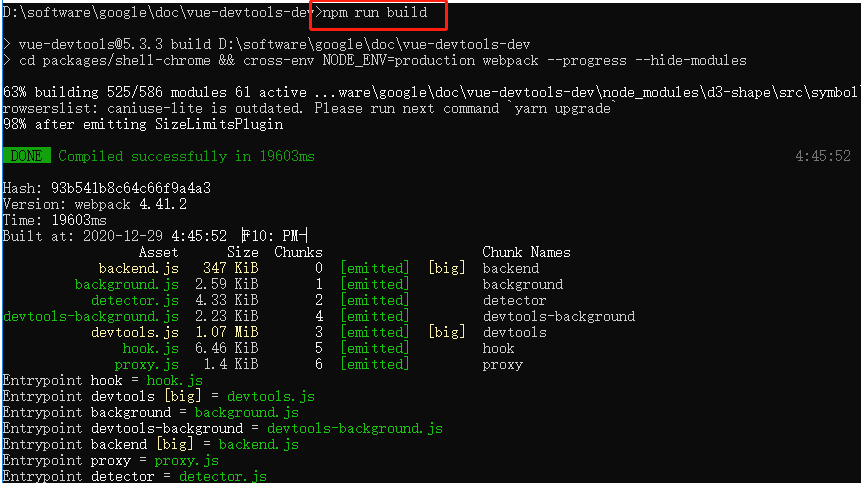 D:\software\google\doc\vue-devtools-dev>npm run build
> vue-devtools@5.3.3 build D:\software\google\doc\vue-devtools-dev
> cd packages/shell-chrome && cross-env NODE_ENV=production webpack --progress --hide-modules
63% building 525/586 modules 61 active ...ware\google\doc\vue-devtools-dev\node_modules\d3-shape\src\symbol
rowserslist: caniuse-lite is outdated. Please run next command `yarn upgrade`
98% after emitting SizeLimitsPlugin
DONE Compiled successfully in 19603ms 4:45:52
Hash: 93b541b8c64c66f9a4a3
Version: webpack 4.41.2
Time: 19603ms
Built at: 2020-12-29 4:45:52 10: PM
Asset Size Chunks Chunk Names
backend.js 347 KiB 0 [emitted] [big] backend
background.js 2.59 KiB 1 [emitted] background
detector.js 4.33 KiB 2 [emitted] detector
devtools-background.js 2.23 KiB 4 [emitted] devtools-background
devtools.js 1.07 MiB 3 [emitted] [big] devtools
hook.js 6.46 KiB 5 [emitted] hook
proxy.js 1.4 KiB 6 [emitted] proxy
Entrypoint hook = hook.js
Entrypoint devtools [big] = devtools.js
Entrypoint background = background.js
Entrypoint devtools-background = devtools-background.js
Entrypoint backend [big] = backend.js
Entrypoint proxy = proxy.js
Entrypoint detector = detector.js